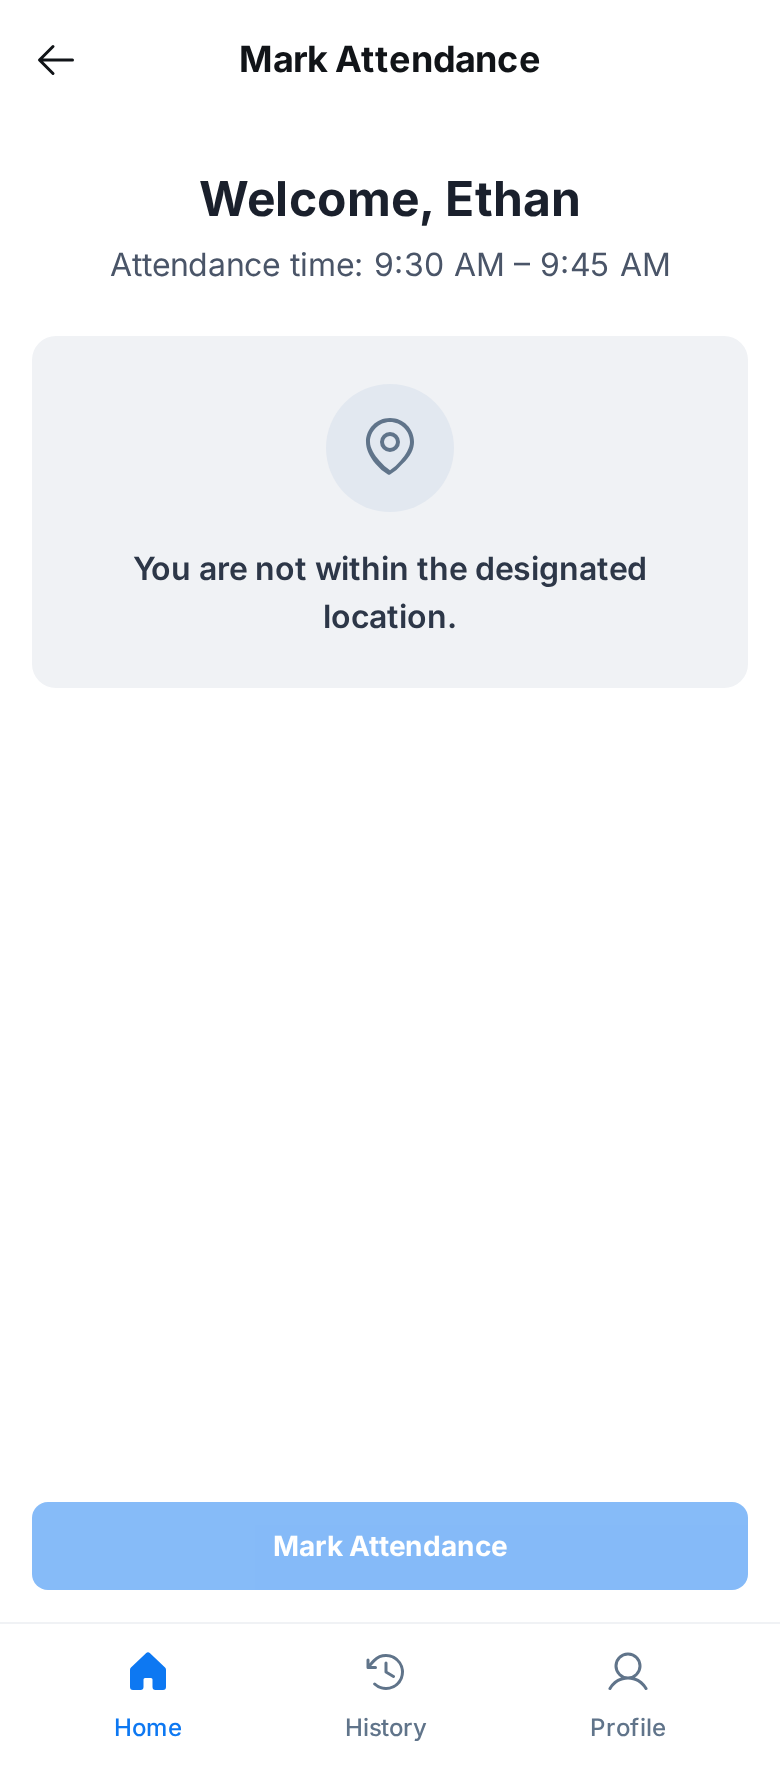 Mark Attendance
Welcome, Ethan
Attendance time: 9:30 AM – 9:45 AM
You are not within the designated
location.
Mark Attendance
Home
History
Profile